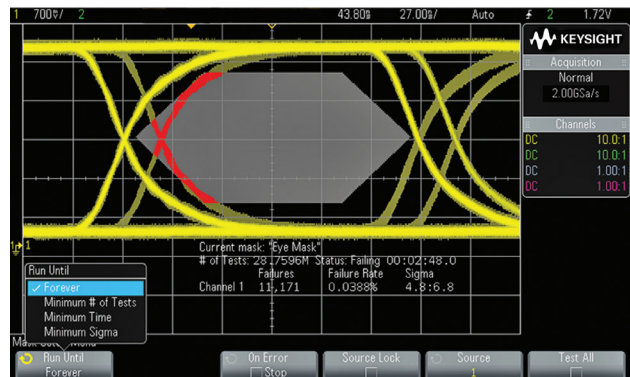 1 700▽/ 2 43.80s 27.00s/ Auto 2 1.72V
KEYSIGHT
Acquisition
Normal
2.00GSa/s
Channels
DC 10.0:1
DC 10.0:1
DC 1.00:1
DC 1.00:1
Current mask: "Eye Mask"
# of Tests: 28.7596M Status: Failing 00:02:48.0
Failures Failure Rate Sigma
Channel 1 11,171 0.0388% 4.8:6.8
1
Run Until
✓ Forever
Minimum # of Tests
Minimum Time
Minimum Sigma
Menu
Run Until
Forever
On Error
Stop
Source Lock
Source
1
Test All